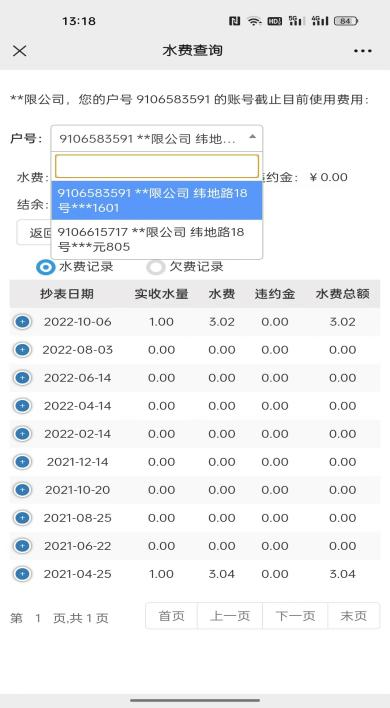 13:18
HD
5G
4G
84
水费查询
**限公司，您的户号 9106583591 的账号截止目前使用费用：
户号： 9106583591 **限公司 纬地...
水费： 违约金：￥0.00
9106583591 **限公司 纬地路18
号***1601
结余：
9106615717 **限公司 纬地路18
号***元805
返回
水费记录 欠费记录
抄表日期 实收水量 水费 违约金 水费总额
2022-10-06 1.00 3.02 0.00 3.02
2022-08-03 0.00 0.00 0.00 0.00
2022-06-14 0.00 0.00 0.00 0.00
2022-04-14 0.00 0.00 0.00 0.00
2022-02-14 0.00 0.00 0.00 0.00
2021-12-14 0.00 0.00 0.00 0.00
2021-10-20 0.00 0.00 0.00 0.00
2021-08-25 0.00 0.00 0.00 0.00
2021-06-22 0.00 0.00 0.00 0.00
2021-04-25 1.00 3.04 0.00 3.04
第 1 页,共 1 页 首页 上一页 下一页 末页